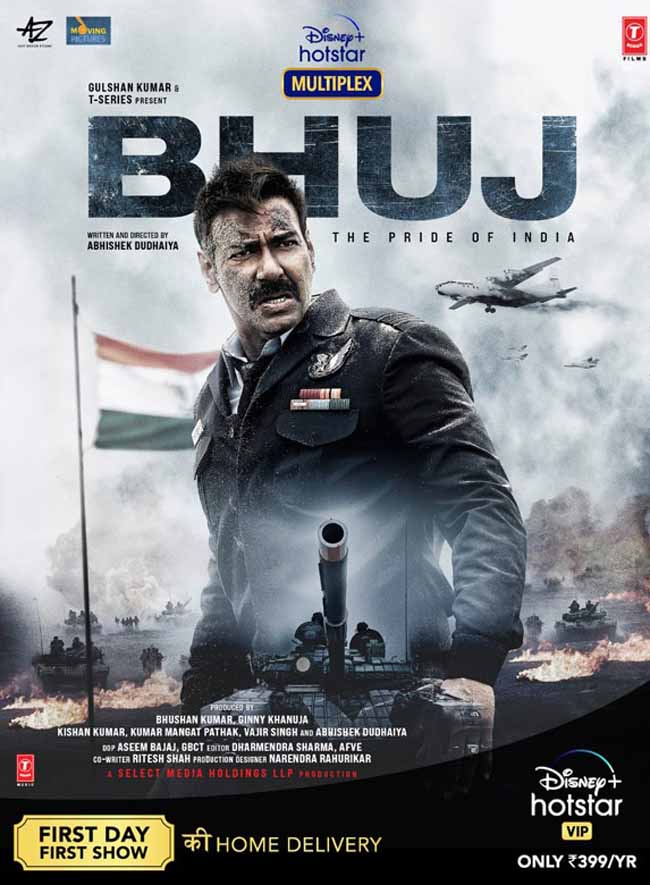 AZ
MOVING
PICTURES
Disney+
hotstar
MULTIPLEX
T
SERIES
FILMS
GULSHAN KUMAR &
T-SERIES PRESENT
BHUJ
THE PRIDE OF INDIA
WRITTEN AND DIRECTED BY
ABHISHEK DUDHAIYA
PRODUCED BY
BHUSHAN KUMAR, GINNY KHANUJA
KISHAN KUMAR, KUMAR MANGAT PATHAK, VAJIR SINGH AND ABHISHEK DUDHAIYA
DOP ASEEM BAJAJ, GBCT EDITOR DHARMENDRA SHARMA, AFVE
CO-WRITER RITESH SHAH PRODUCTION DESIGNER NARENDRA RAHURIKAR
A SELECT MEDIA HOLDINGS LLP PRODUCTION
T
MUSIC
Disney+
hotstar
VIP
FIRST DAY
FIRST SHOW
की HOME DELIVERY
ONLY ₹399/YR